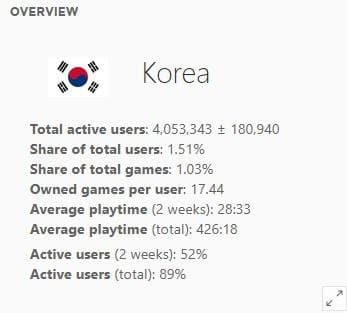 OVERVIEW
Korea
Total active users: 4,053,343 ± 180,940
Share of total users: 1.51%
Share of total games: 1.03%
Owned games per user: 17.44
Average playtime (2 weeks): 28:33
Average playtime (total): 426:18
Active users (2 weeks): 52%
Active users (total): 89%